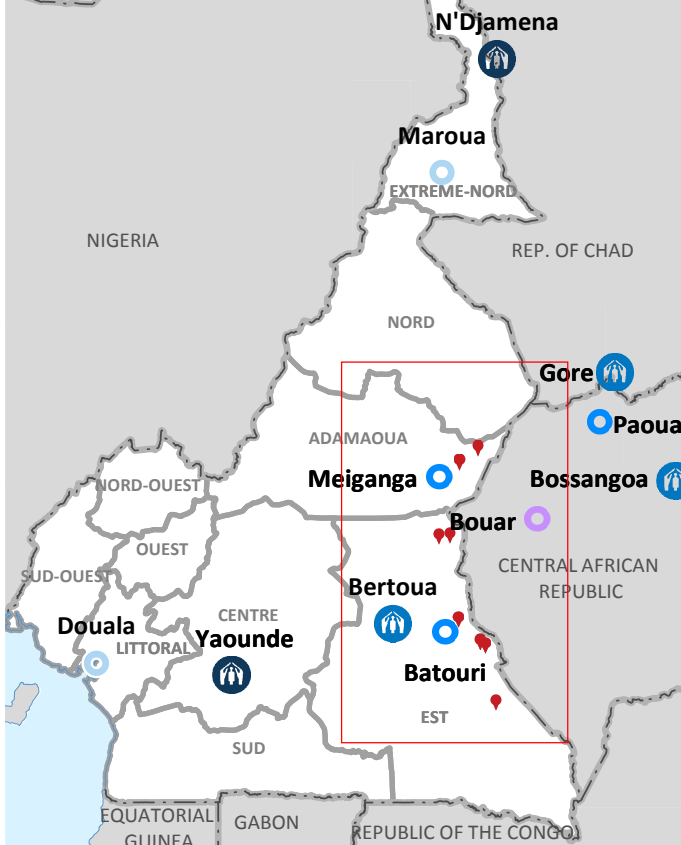 N'Djamena
Maroua
EXTREME-NORD
NIGERIA
REP. OF CHAD
NORD
Gore
Paoua
ADAMAOUA
Meiganga
Bossangoa
NORD-OUEST
Bouar
OUEST
CENTRAL AFRICAN
REPUBLIC
SUD-OUEST
Bertoua
CENTRE
Douala
Yaounde
LITTORAL
Batouri
EST
SUD
EQUATORIAL
GUINEA
GABON
REPUBLIC OF THE CONGO